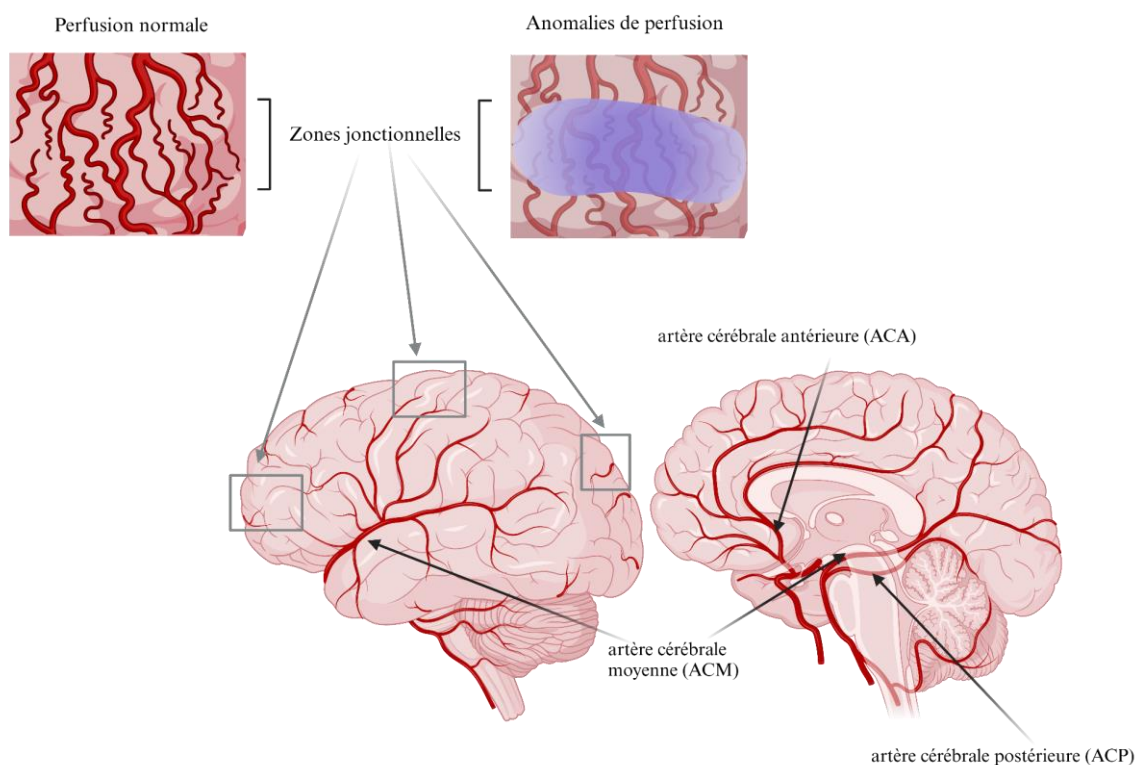 Perfusion normale
Anomalies de perfusion
Zones jonctionnelles
artère cérébrale antérieure (ACA)
artère cérébrale
moyenne (ACM)
artère cérébrale postérieure (ACP)